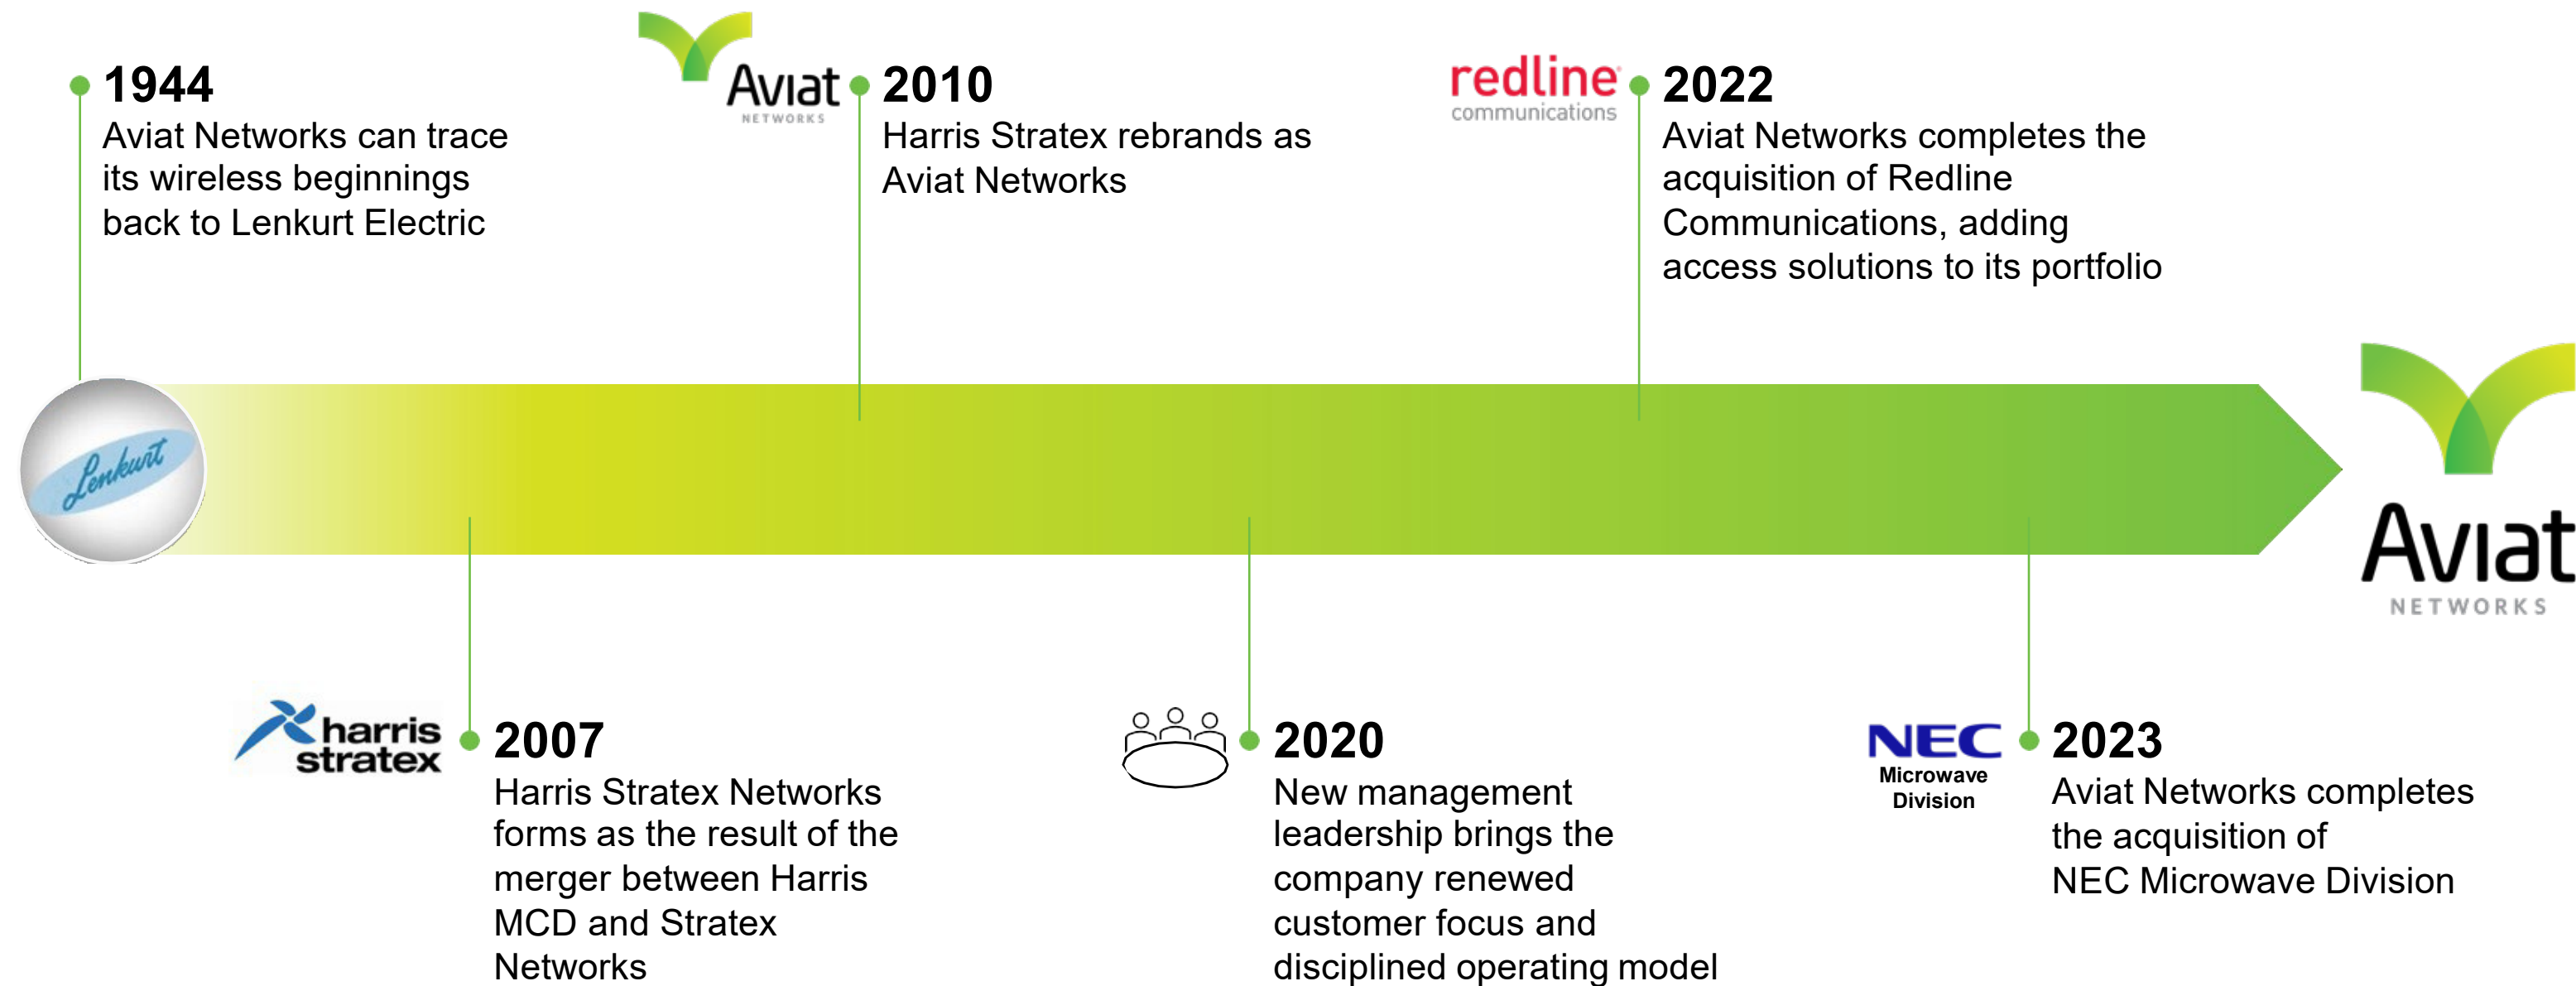 1944
Aviat Networks can trace
its wireless beginnings
back to Lenkurt Electric
Aviat
NETWORKS
2010
Harris Stratex rebrands as
Aviat Networks
redline
communications
2022
Aviat Networks completes the
acquisition of Redline
Communications, adding
access solutions to its portfolio
Lenkurt
Aviat
NETWORKS
harris
stratex
2007
Harris Stratex Networks
forms as the result of the
merger between Harris
MCD and Stratex
Networks
2020
New management
leadership brings the
company renewed
customer focus and
disciplined operating model
NEC
Microwave
Division
2023
Aviat Networks completes
the acquisition of
NEC Microwave Division